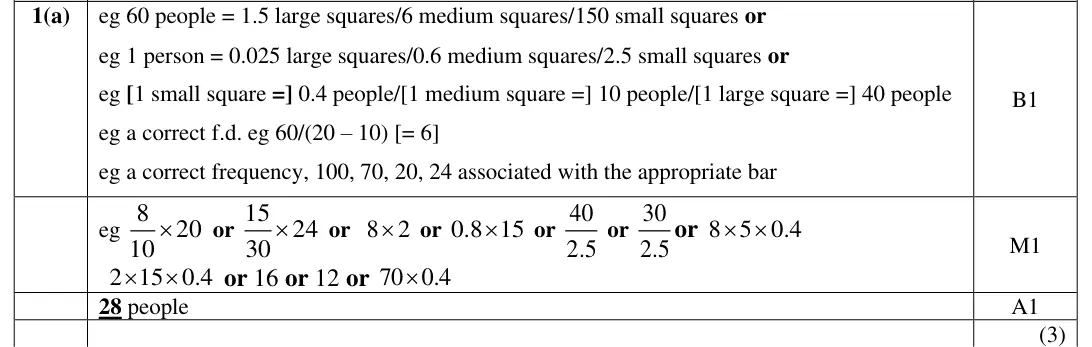 1(a) eg 60 people = 1.5 large squares/6 medium squares/150 small squares or
eg 1 person = 0.025 large squares/0.6 medium squares/2.5 small squares or
eg [1 small square =] 0.4 people/[1 medium square =] 10 people/[1 large square =] 40 people
B1
eg a correct f.d. eg 60/(20 – 10) [= 6]
eg a correct frequency, 100, 70, 20, 24 associated with the appropriate bar
eg 8/10 × 20 or 15/30 × 24 or 8 × 2 or 0.8 × 15 or 40/2.5 or 30/2.5 or 8 × 5 × 0.4
M1
2 × 15 × 0.4 or 16 or 12 or 70 × 0.4
28 people A1
(3)